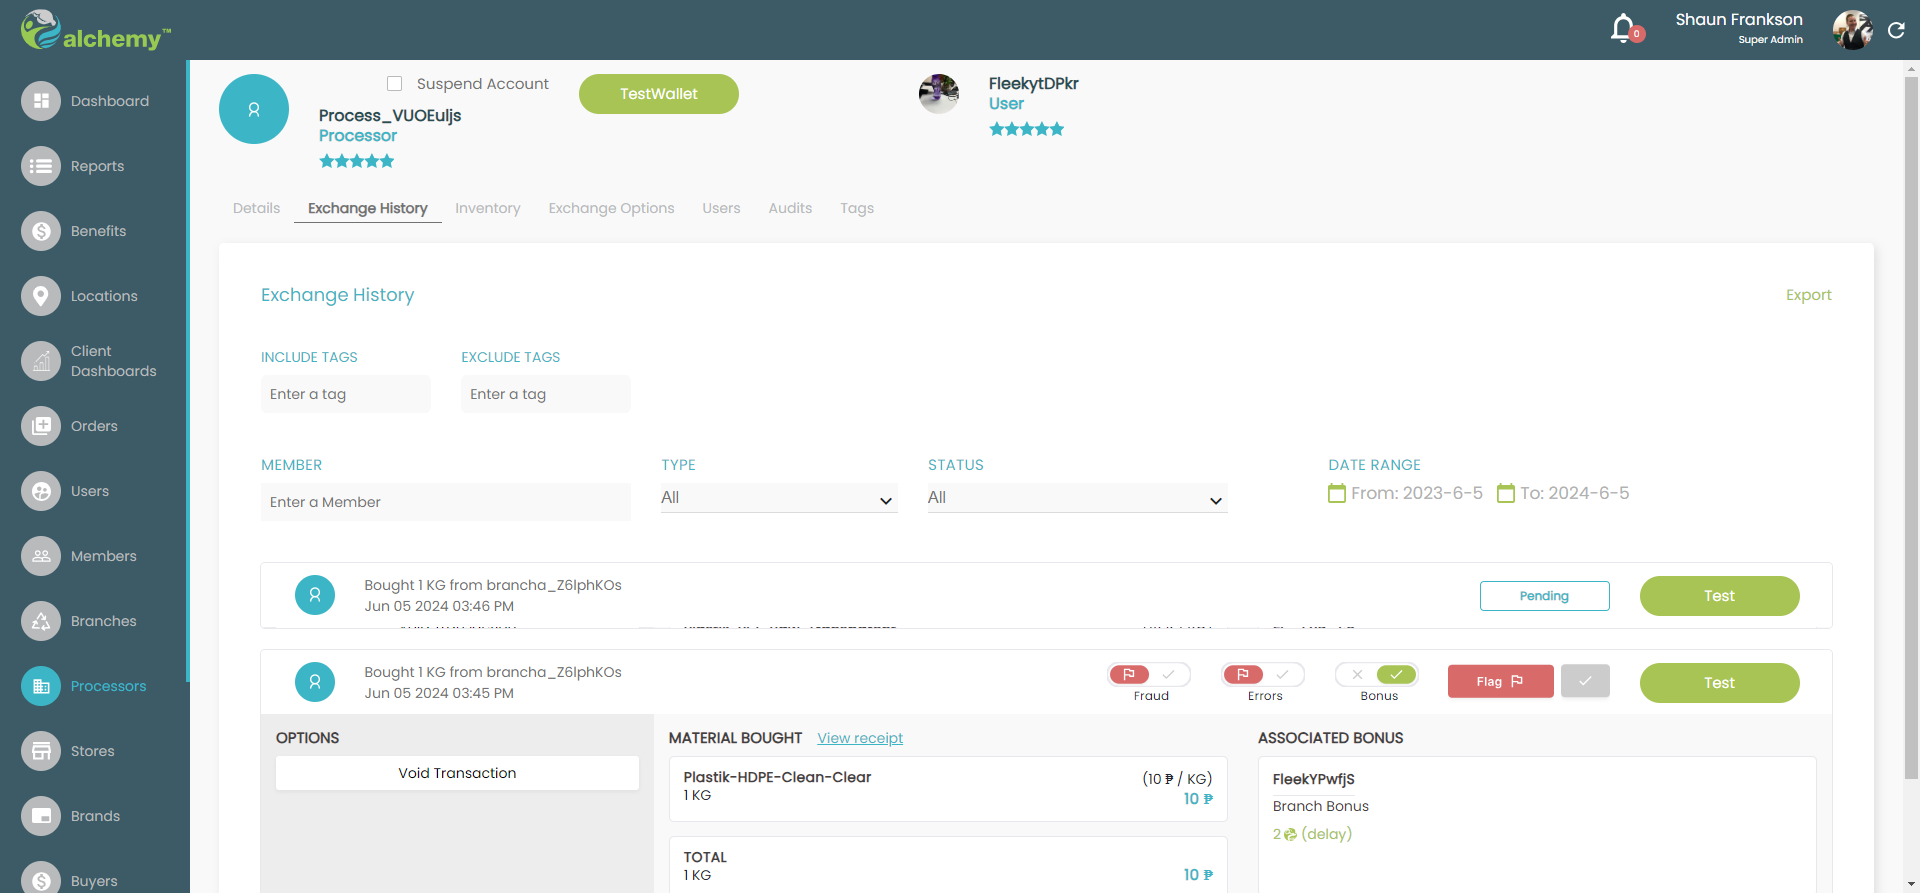 alchemy™
0
Shaun Frankson
Super Admin
Dashboard
Reports
Benefits
Locations
Client
Dashboards
Orders
Users
Members
Branches
Processors
Stores
Brands
Buyers
Suspend Account
TestWallet
Process_VUOEuljs
Processor
FleekytDPkr
User
Details
Exchange History
Inventory
Exchange Options
Users
Audits
Tags
Exchange History
Export
INCLUDE TAGS
EXCLUDE TAGS
Enter a tag
Enter a tag
MEMBER
TYPE
STATUS
DATE RANGE
Enter a Member
All
All
From: 2023-6-5
To: 2024-6-5
Bought 1 KG from brancha_Z6lphKOs
Jun 05 2024 03:46 PM
Pending
Test
Bought 1 KG from brancha_Z6lphKOs
Jun 05 2024 03:45 PM
Fraud
Errors
Bonus
Flag
Test
OPTIONS
Void Transaction
MATERIAL BOUGHT
View receipt
Plastik-HDPE-Clean-Clear
(10 ₱ / KG)
1 KG
10 ₱
TOTAL
1 KG
10 ₱
ASSOCIATED BONUS
FleekYPwfjS
Branch Bonus
2 (delay)